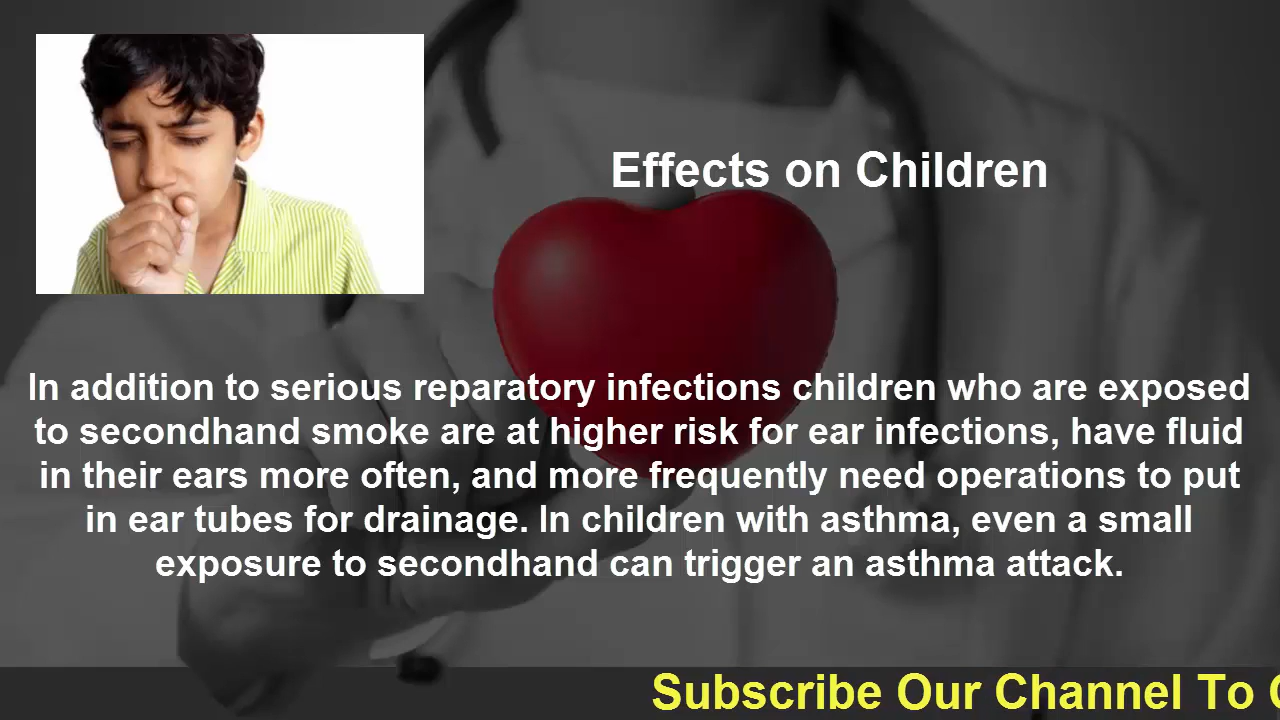 Effects on Children
In addition to serious reparatory infections children who are exposed
to secondhand smoke are at higher risk for ear infections, have fluid
in their ears more often, and more frequently need operations to put
in ear tubes for drainage. In children with asthma, even a small
exposure to secondhand can trigger an asthma attack.
Subscribe Our Channel To